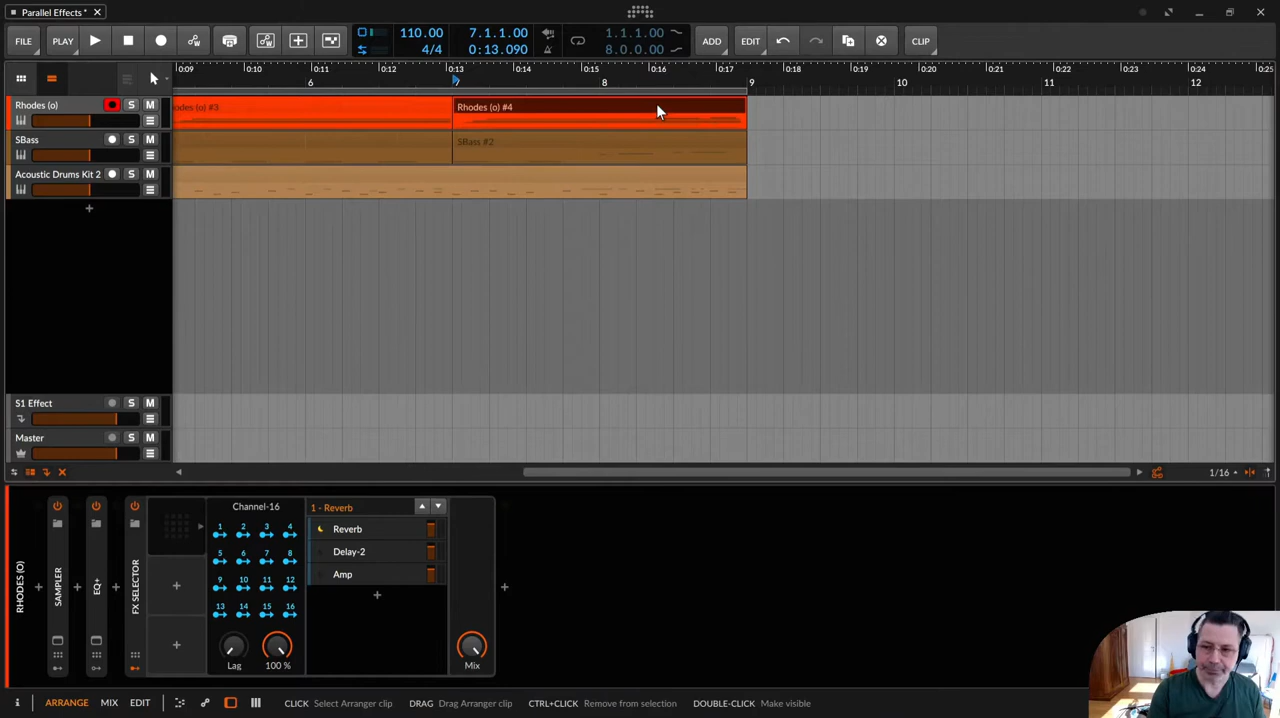 Parallel Effects *
FILE
PLAY
110.00
4/4
7.1.1.00
0:13.090
1.1.1.00
8.0.0.00
ADD
EDIT
CLIP
0:09
0:10
0:11
0:12
0:13
0:14
0:15
0:16
0:17
0:18
0:19
0:20
0:21
0:22
0:23
0:24
0:25
6
7
8
9
10
11
12
Rhodes (o)
S
M
odes (o) #3
Rhodes (o) #4
SBass
S
M
SBass #2
Acoustic Drums Kit 2
S
M
S1 Effect
S
M
Master
S
M
1/16
RHODES (O)
SAMPLER
EQ+
FX SELECTOR
Channel-16
1 2 3 4
5 6 7 8
9 10 11 12
13 14 15 16
Lag
100 %
1 - Reverb
Reverb
Delay-2
Amp
Mix
i
ARRANGE
MIX
EDIT
CLICK Select Arranger clip
DRAG Drag Arranger clip
CTRL+CLICK Remove from selection
DOUBLE-CLICK Make visible